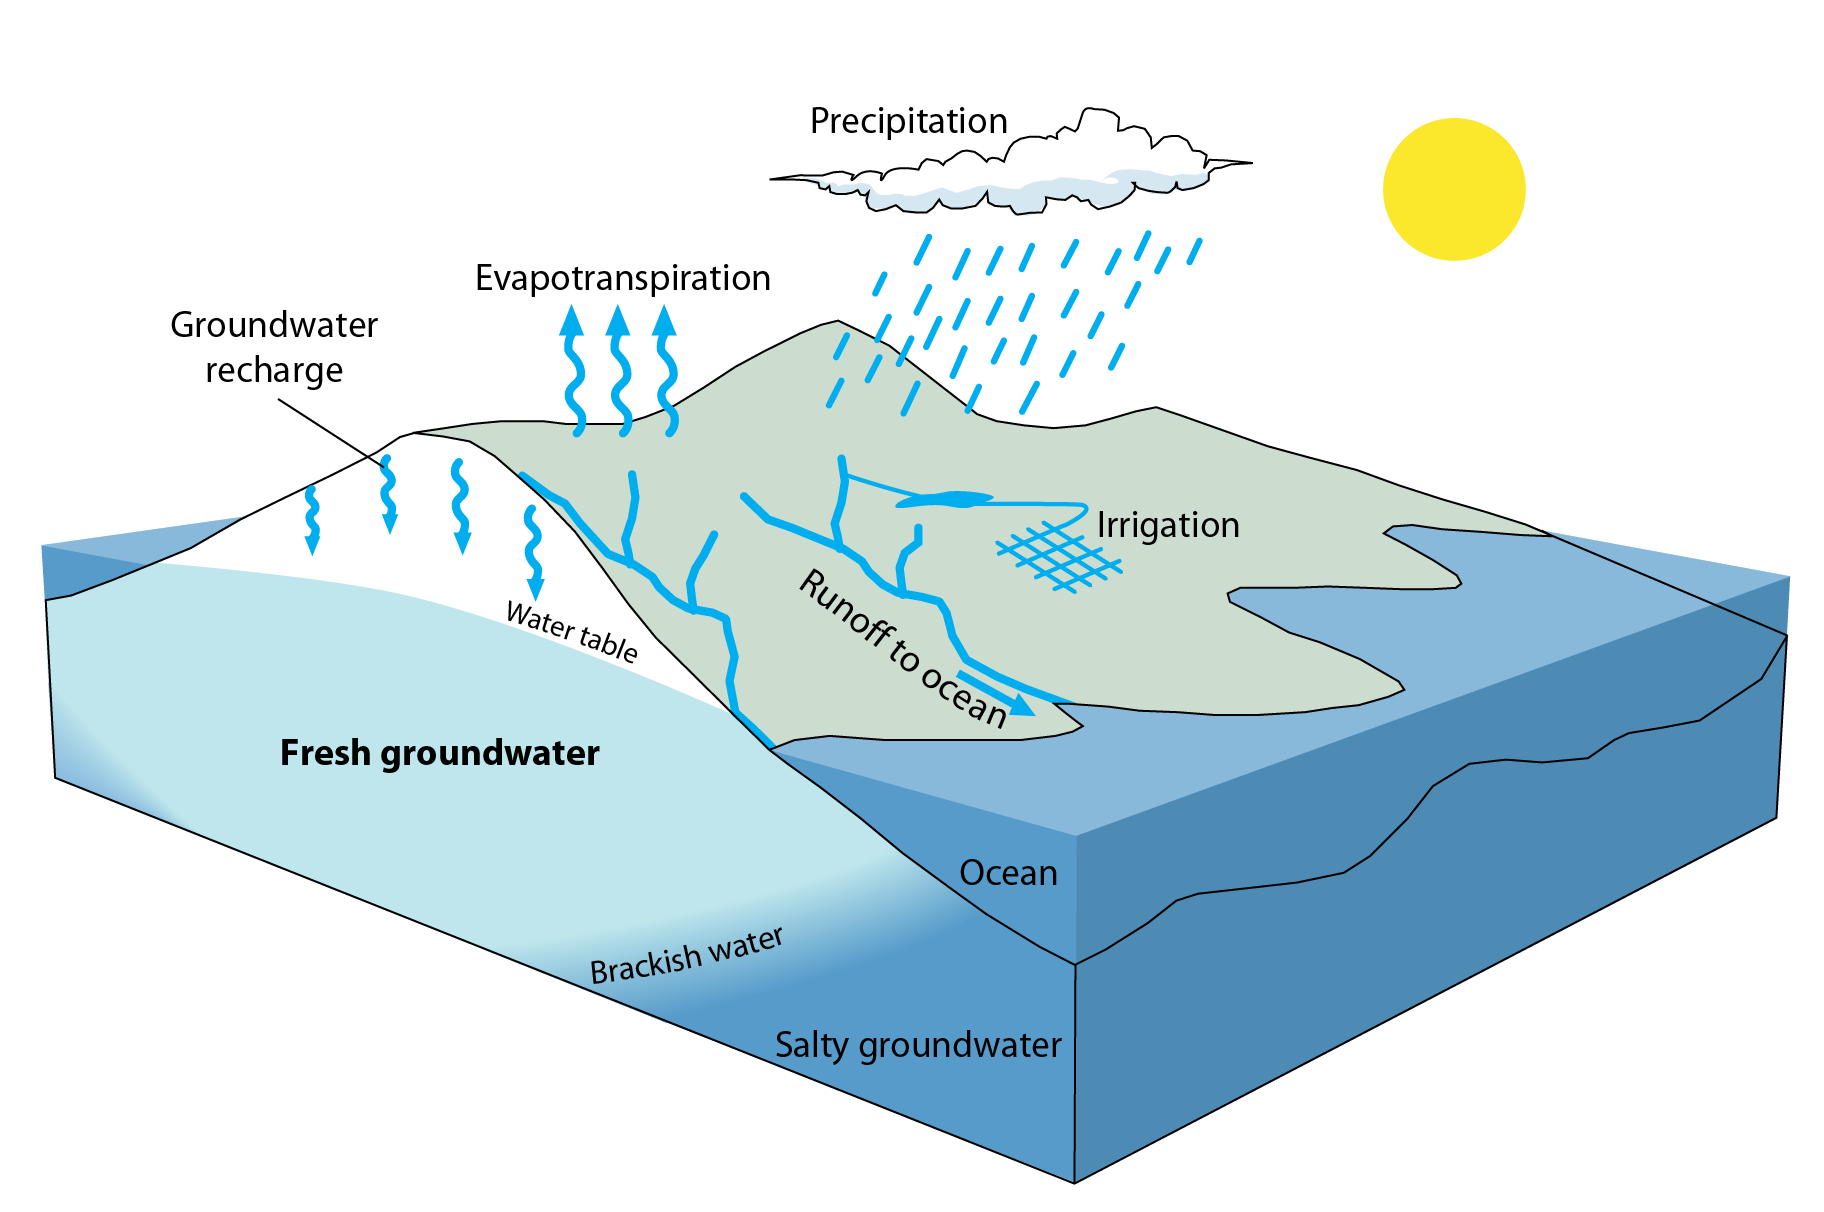 Precipitation
Evapotranspiration
Groundwater
recharge
Irrigation
Runoff to ocean
Water table
Fresh groundwater
Ocean
Brackish water
Salty groundwater